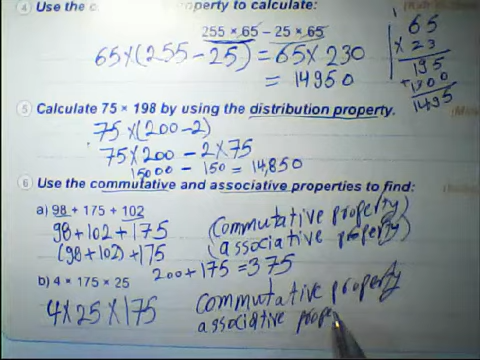 4 Use the operty to calculate:
255 × 65 − 25 × 65
65×(255−25) = 65×230
= 14950
65
× 23
195
+1300
1495
5 Calculate 75 × 198 by using the distribution property.
75×(200−2)
75×200 − 2×75
15000 − 150 = 14,850
6 Use the commutative and associative properties to find:
a) 98 + 175 + 102
98+102+175 (commutative property)
(98+102)+175 (associative property)
200+175 = 375
b) 4 × 175 × 25
4×25×175 commutative property
associative prope